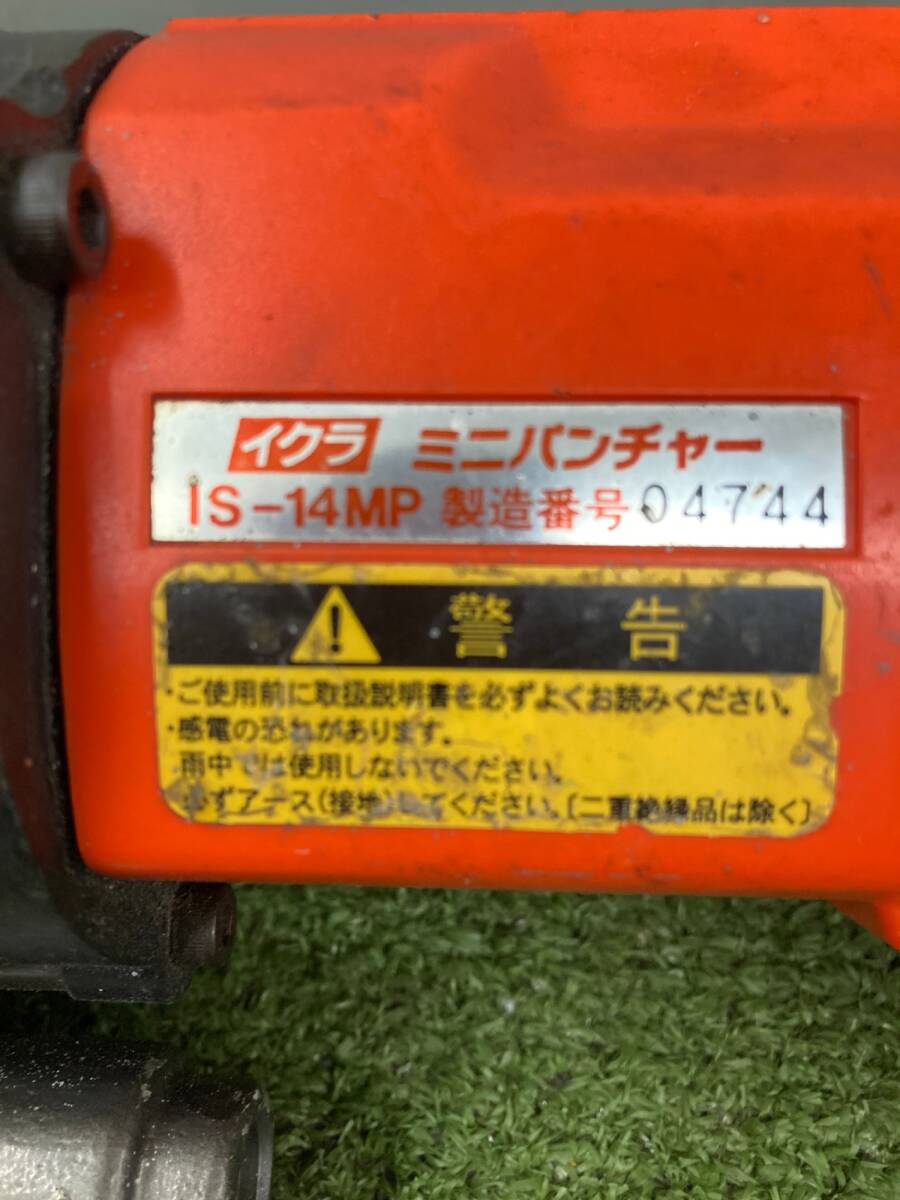 イクラ ミニパンチャー
IS-14MP 製造番号 04744
警告
・ご使用前に取扱説明書を必ずよくお読みください。
・感電の恐れがあります。
雨中では使用しないでください。
必ずアース(接地)してください。〔二重絶縁品は除く〕